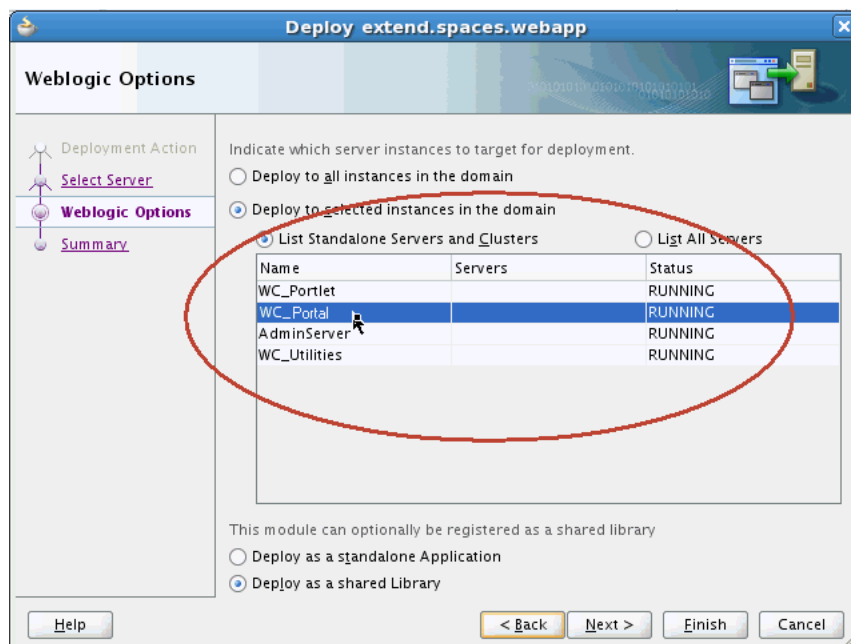 Deploy extend.spaces.webapp
Weblogic Options
Deployment Action
Select Server
Weblogic Options
Summary
Indicate which server instances to target for deployment.
Deploy to all instances in the domain
Deploy to selected instances in the domain
List Standalone Servers and Clusters List All Servers
Name Servers Status
WC_Portlet RUNNING
WC_Portal RUNNING
AdminServer RUNNING
WC_Utilities RUNNING
This module can optionally be registered as a shared library
Deploy as a standalone Application
Deploy as a shared Library
Help < Back Next > Finish Cancel